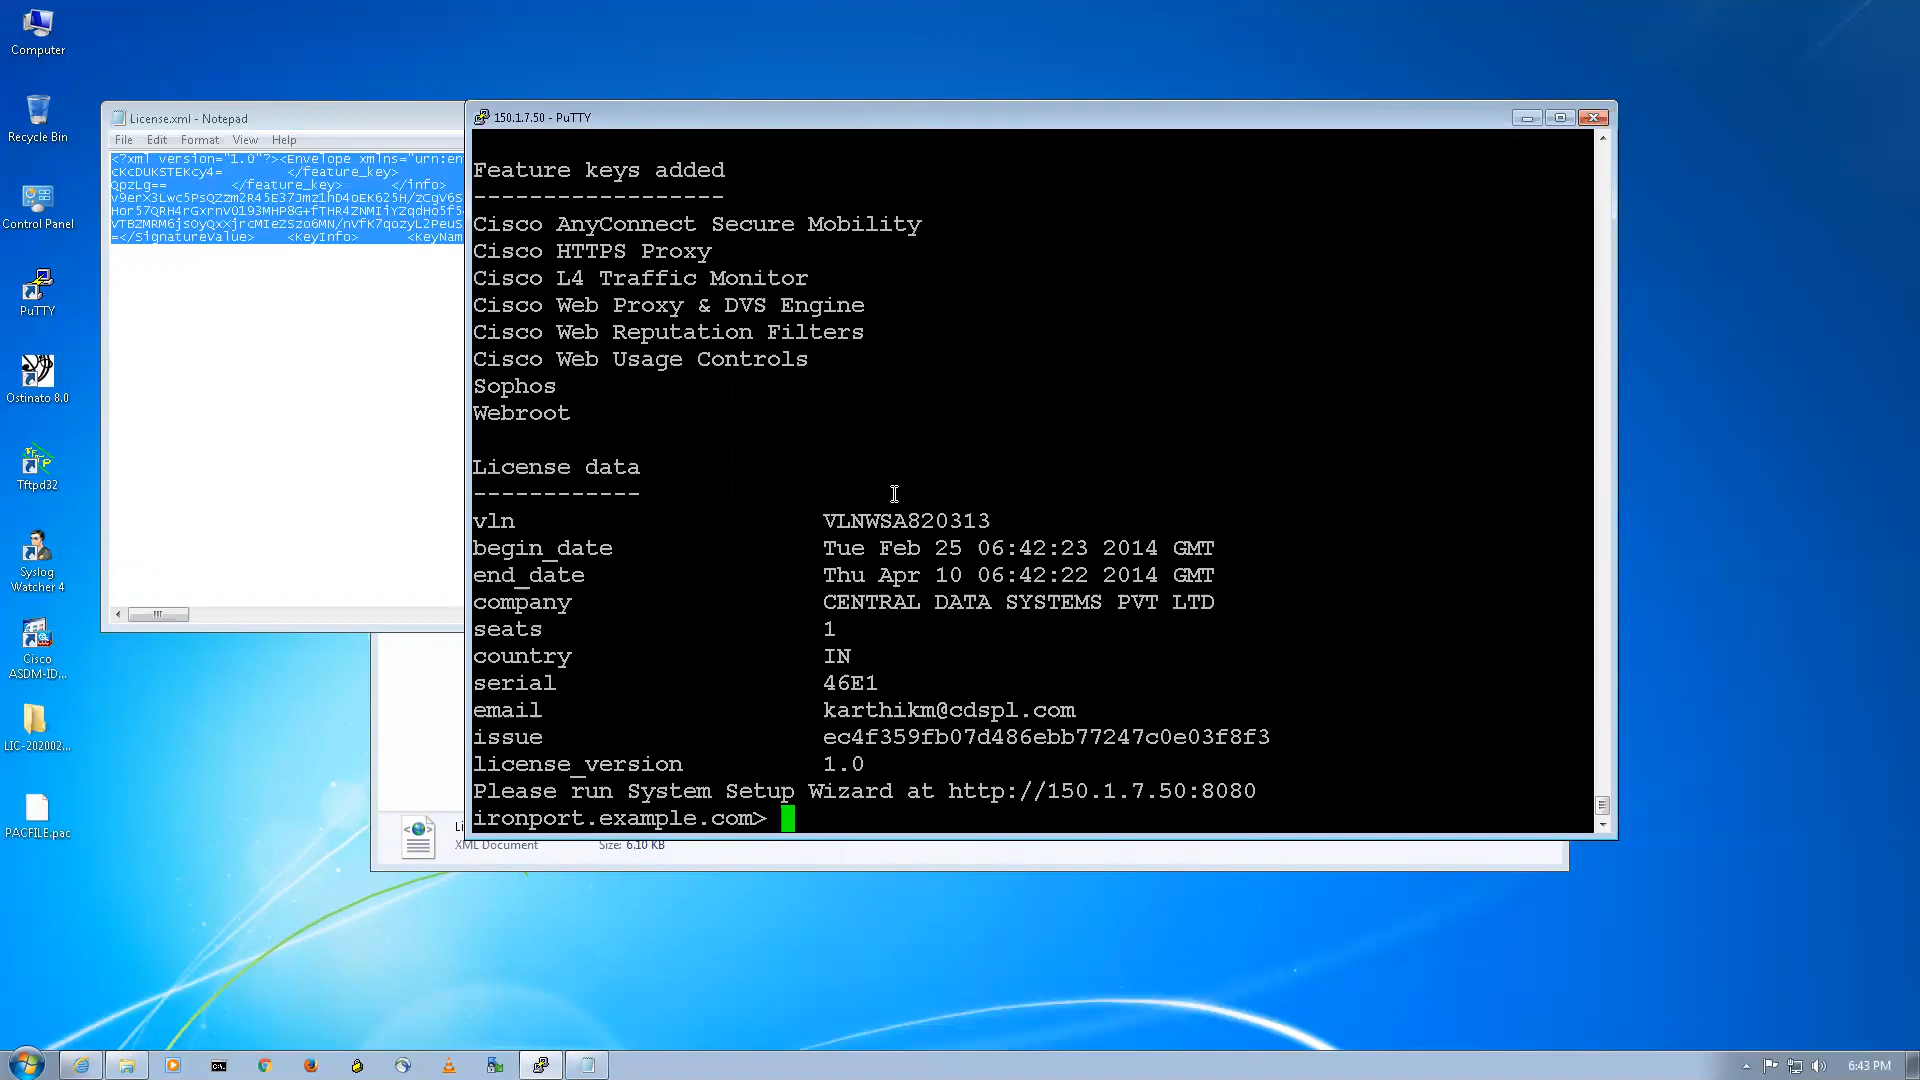 Computer
Recycle Bin
Control Panel
PuTTY
Ostinato 8.0
Tftpd32
Syslog
Watcher 4
Cisco
ASDM-ID...
LIC-202002...
PACFILE.pac
License.xml - Notepad
File Edit Format View Help
<?xml version="1.0"?><Envelope xmlns="urn:en
cKcDUKSTEKcy4= </feature_key>
QpzLg== </feature_key> </info>
=</SignatureValue> <KeyInfo> <KeyNam
150.1.7.50 - PuTTY
Feature keys added
------------------
Cisco AnyConnect Secure Mobility
Cisco HTTPS Proxy
Cisco L4 Traffic Monitor
Cisco Web Proxy & DVS Engine
Cisco Web Reputation Filters
Cisco Web Usage Controls
Sophos
Webroot
License data
------------
vln VLNWSA820313
begin_date Tue Feb 25 06:42:23 2014 GMT
end_date Thu Apr 10 06:42:22 2014 GMT
company CENTRAL DATA SYSTEMS PVT LTD
seats 1
country IN
serial 46E1
email karthikm@cdspl.com
issue ec4f359fb07d486ebb77247c0e03f8f3
license_version 1.0
Please run System Setup Wizard at http://150.1.7.50:8080
ironport.example.com>
Li
XML Document Size: 6.10 KB
6:43 PM